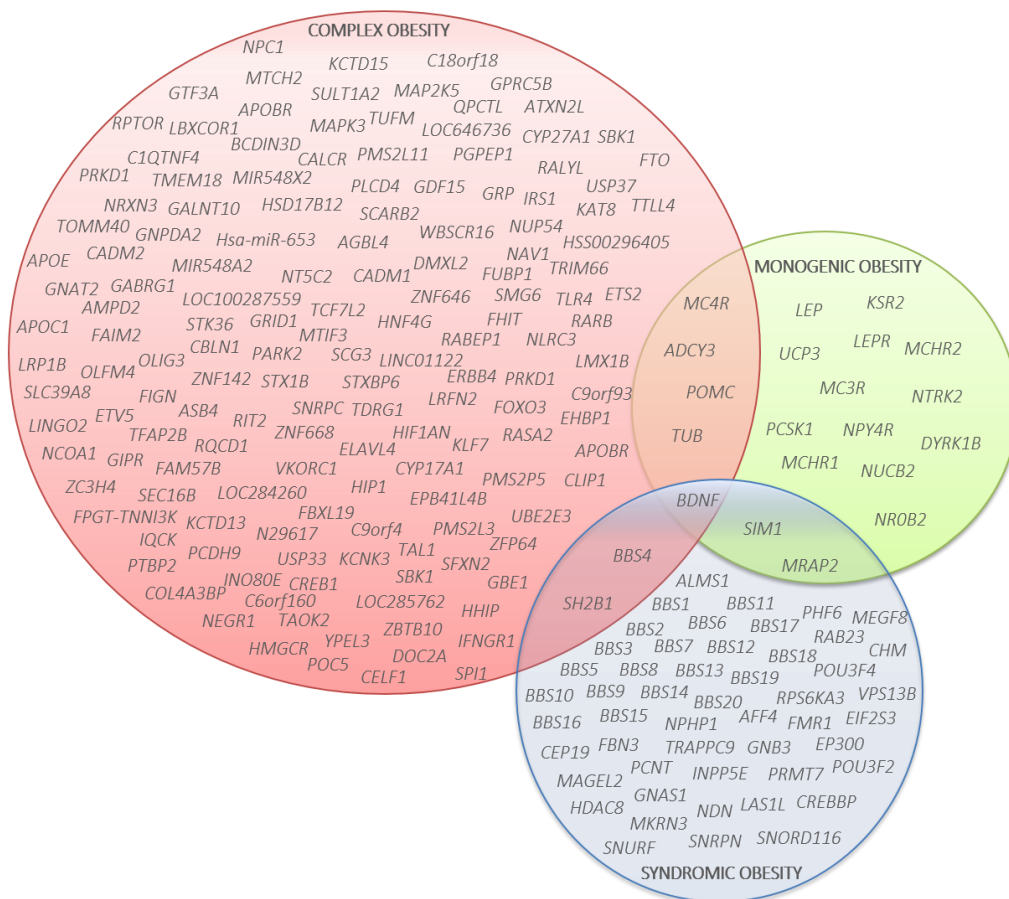 COMPLEX OBESITY
NPC1
KCTD15
C18orf18
MTCH2
GPRC5B
GTF3A
SULT1A2
MAP2K5
QPCTL
ATXN2L
APOBR
RPTOR
LBXCOR1
MAPK3
TUFM
LOC646736
CYP27A1
SBK1
BCDIN3D
C1QTNF4
CALCR
PMS2L11
PGPEP1
RALYL
FTO
PRKD1
TMEM18
MIR548X2
PLCD4
GDF15
GRP
IRS1
USP37
NRXN3
GALNT10
HSD17B12
SCARB2
KAT8
TTLL4
TOMM40
GNPDA2
Hsa-miR-653
AGBL4
WBSCR16
NUP54
HSS00296405
APOE
CADM2
MIR548A2
NT5C2
CADM1
DMXL2
FUBP1
NAV1
TRIM66
GNAT2
GABRG1
AMPD2
LOC100287559
TCF7L2
ZNF646
SMG6
TLR4
ETS2
APOC1
FAIM2
STK36
GRID1
MTIF3
HNF4G
FHIT
RARB
RABEP1
NLRC3
LRP1B
OLFM4
OLIG3
CBLN1
PARK2
SCG3
LINC01122
LMX1B
SLC39A8
FIGN
ZNF142
STX1B
STXBP6
ERBB4
PRKD1
C9orf93
LINGO2
ETV5
ASB4
RIT2
SNRPC
TDRG1
LRFN2
FOXO3
EHBP1
NCOA1
TFAP2B
RQCD1
ZNF668
ELAVL4
HIF1AN
KLF7
RASA2
APOBR
GIPR
FAM57B
VKORC1
CYP17A1
ZC3H4
SEC16B
LOC284260
HIP1
EPB41L4B
PMS2P5
CLIP1
FPGT-TNNI3K
KCTD13
FBXL19
IQCK
N29617
C9orf4
PMS2L3
UBE2E3
PTBP2
PCDH9
USP33
KCNK3
TAL1
SFXN2
ZFP64
COL4A3BP
INO80E
CREB1
SBK1
GBE1
NEGR1
C6orf160
TAOK2
LOC285762
HHIP
HMGCR
YPEL3
ZBTB10
IFNGR1
POC5
DOC2A
CELF1
SPI1
MONOGENIC OBESITY
MC4R
LEP
KSR2
ADCY3
UCP3
LEPR
MCHR2
POMC
MC3R
NTRK2
TUB
PCSK1
NPY4R
DYRK1B
MCHR1
NUCB2
BDNF
SIM1
NR0B2
BBS4
MRAP2
SH2B1
ALMS1
BBS1
BBS11
PHF6
MEGF8
BBS2
BBS6
BBS17
RAB23
BBS3
BBS7
BBS12
BBS18
CHM
BBS5
BBS8
BBS13
BBS19
POU3F4
BBS10
BBS9
BBS14
BBS20
RPS6KA3
VPS13B
BBS16
BBS15
NPHP1
AFF4
FMR1
EIF2S3
CEP19
FBN3
TRAPPC9
GNB3
EP300
MAGEL2
PCNT
INPP5E
PRMT7
POU3F2
HDAC8
GNAS1
NDN
LAS1L
CREBBP
MKRN3
SNURF
SNRPN
SNORD116
SYNDROMIC OBESITY